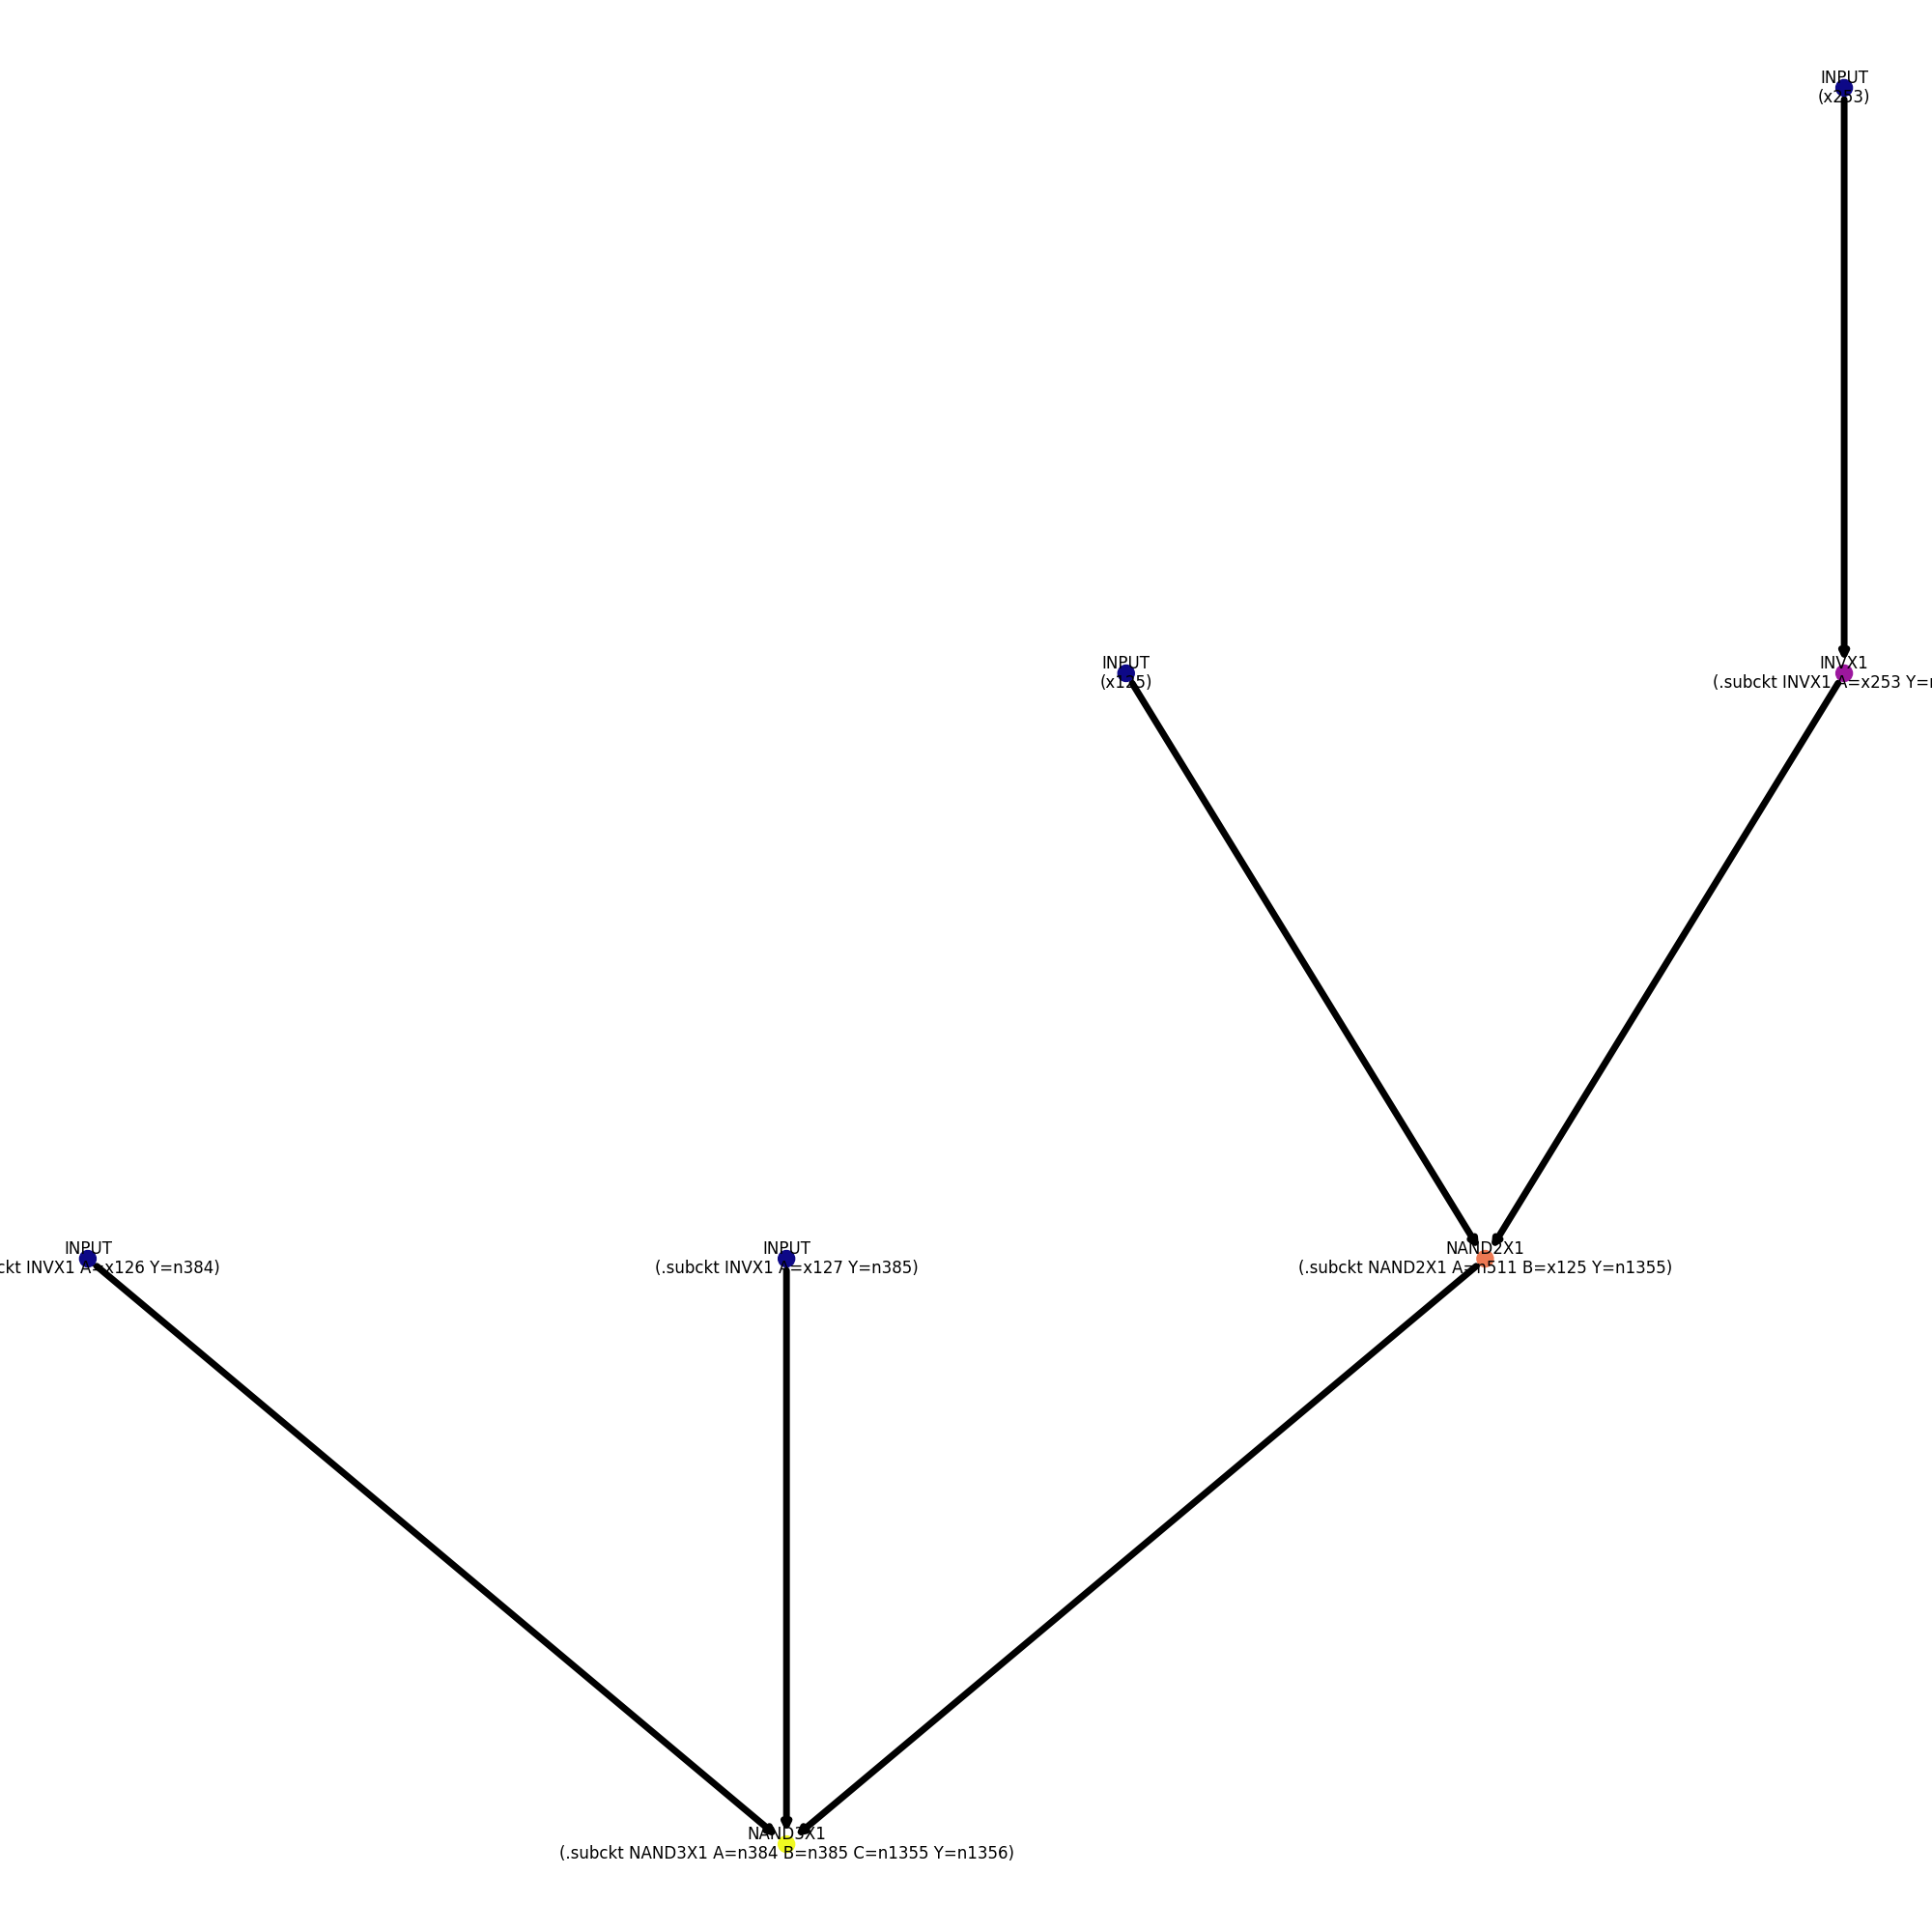 INPUT
(x253)
INPUT
(x125)
INVX1
(.subckt INVX1 A=x253 Y=
INPUT
ckt INVX1 A=x126 Y=n384)
INPUT
(.subckt INVX1 A=x127 Y=n385)
NAND2X1
(.subckt NAND2X1 A=n511 B=x125 Y=n1355)
NAND3X1
(.subckt NAND3X1 A=n384 B=n385 C=n1355 Y=n1356)